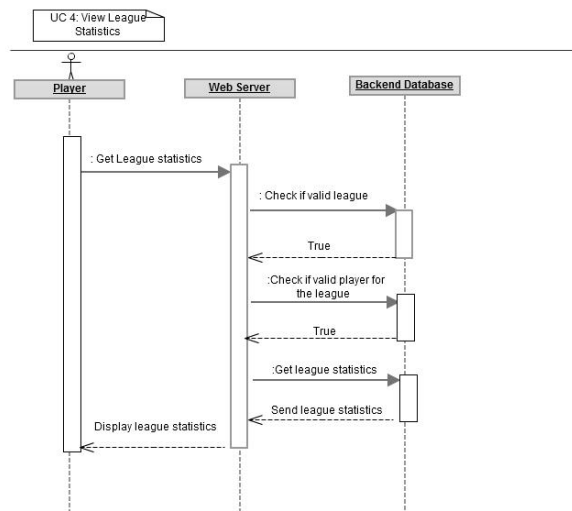 UC 4: View League
Statistics
Player
Web Server
Backend Database
: Get League statistics
: Check if valid league
True
:Check if valid player for
the league
True
:Get league statistics
Send league statistics
Display league statistics